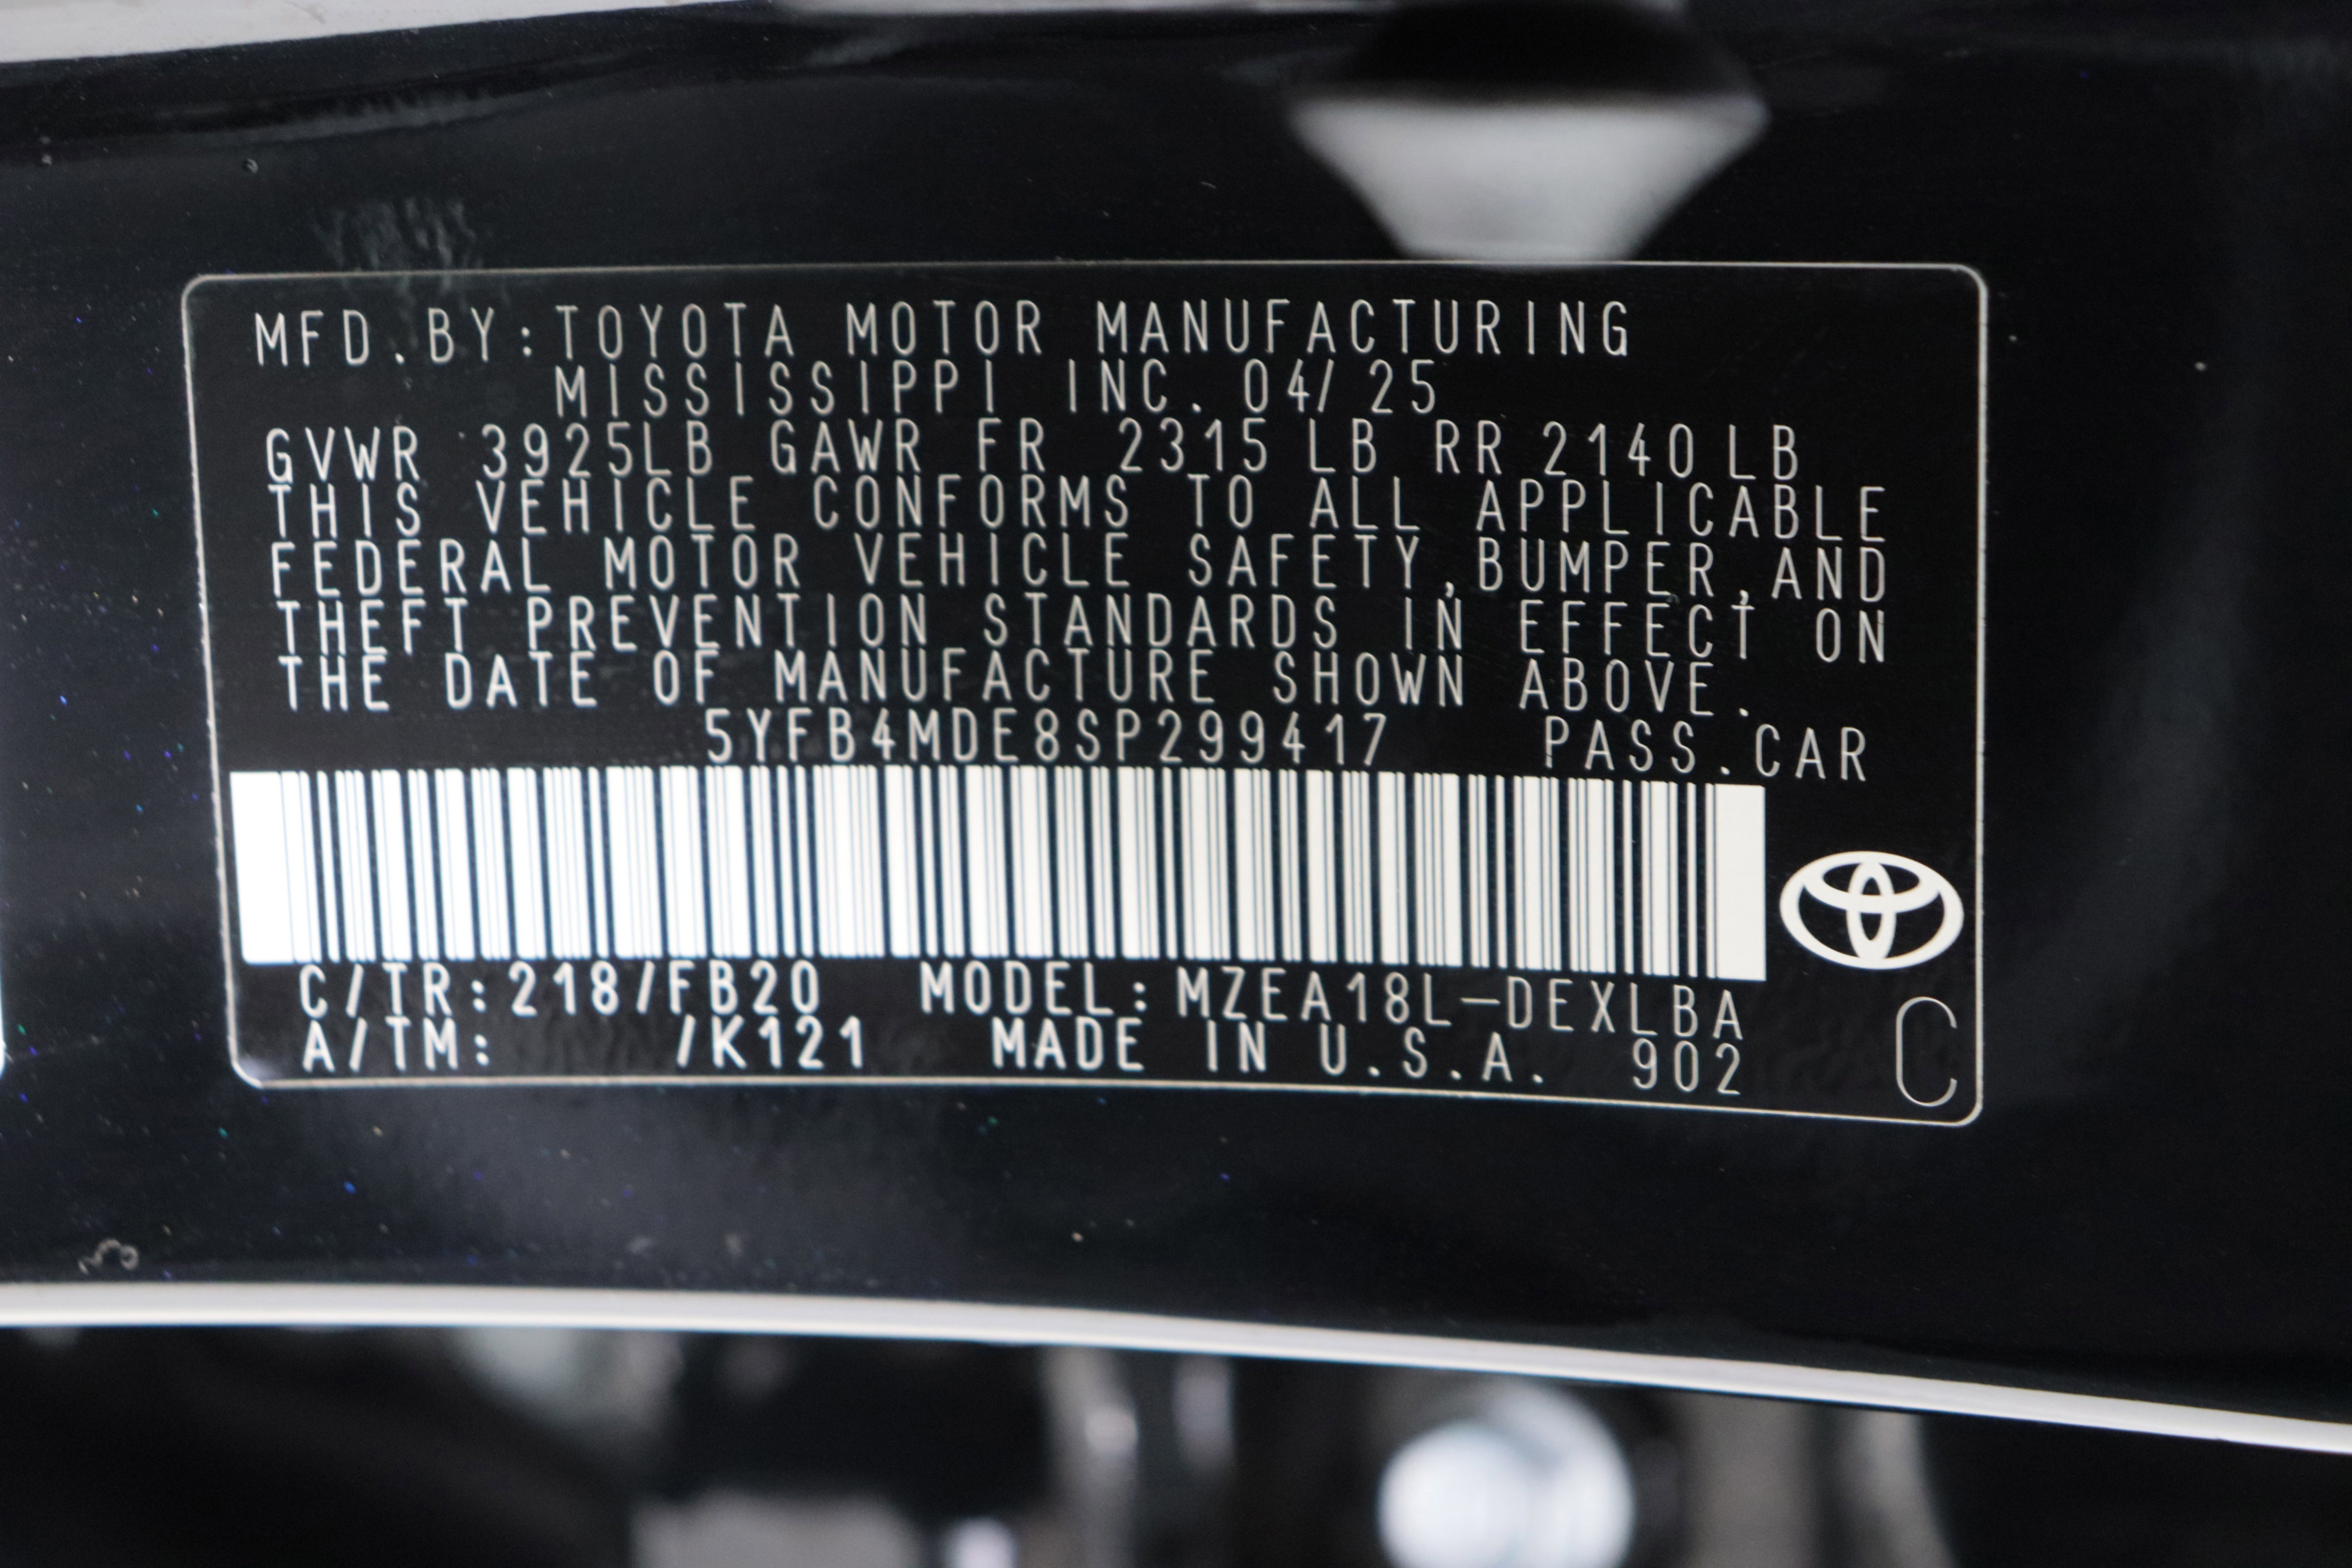 MFD.BY:TOYOTA MOTOR MANUFACTURING
MISSISSIPPI INC. 04/25
GVWR 3925LB GAWR FR 2315 LB RR 2140 LB
THIS VEHICLE CONFORMS TO ALL APPLICABLE
FEDERAL MOTOR VEHICLE SAFETY,BUMPER,AND
THEFT PREVENTION STANDARDS IN EFFECT ON
THE DATE OF MANUFACTURE SHOWN ABOVE.
5YFB4MDE8SP299417 PASS.CAR
C/TR:218/FB20 MODEL:MZEA18L-DEXLBA
A/TM: /K121 MADE IN U.S.A. 902
C